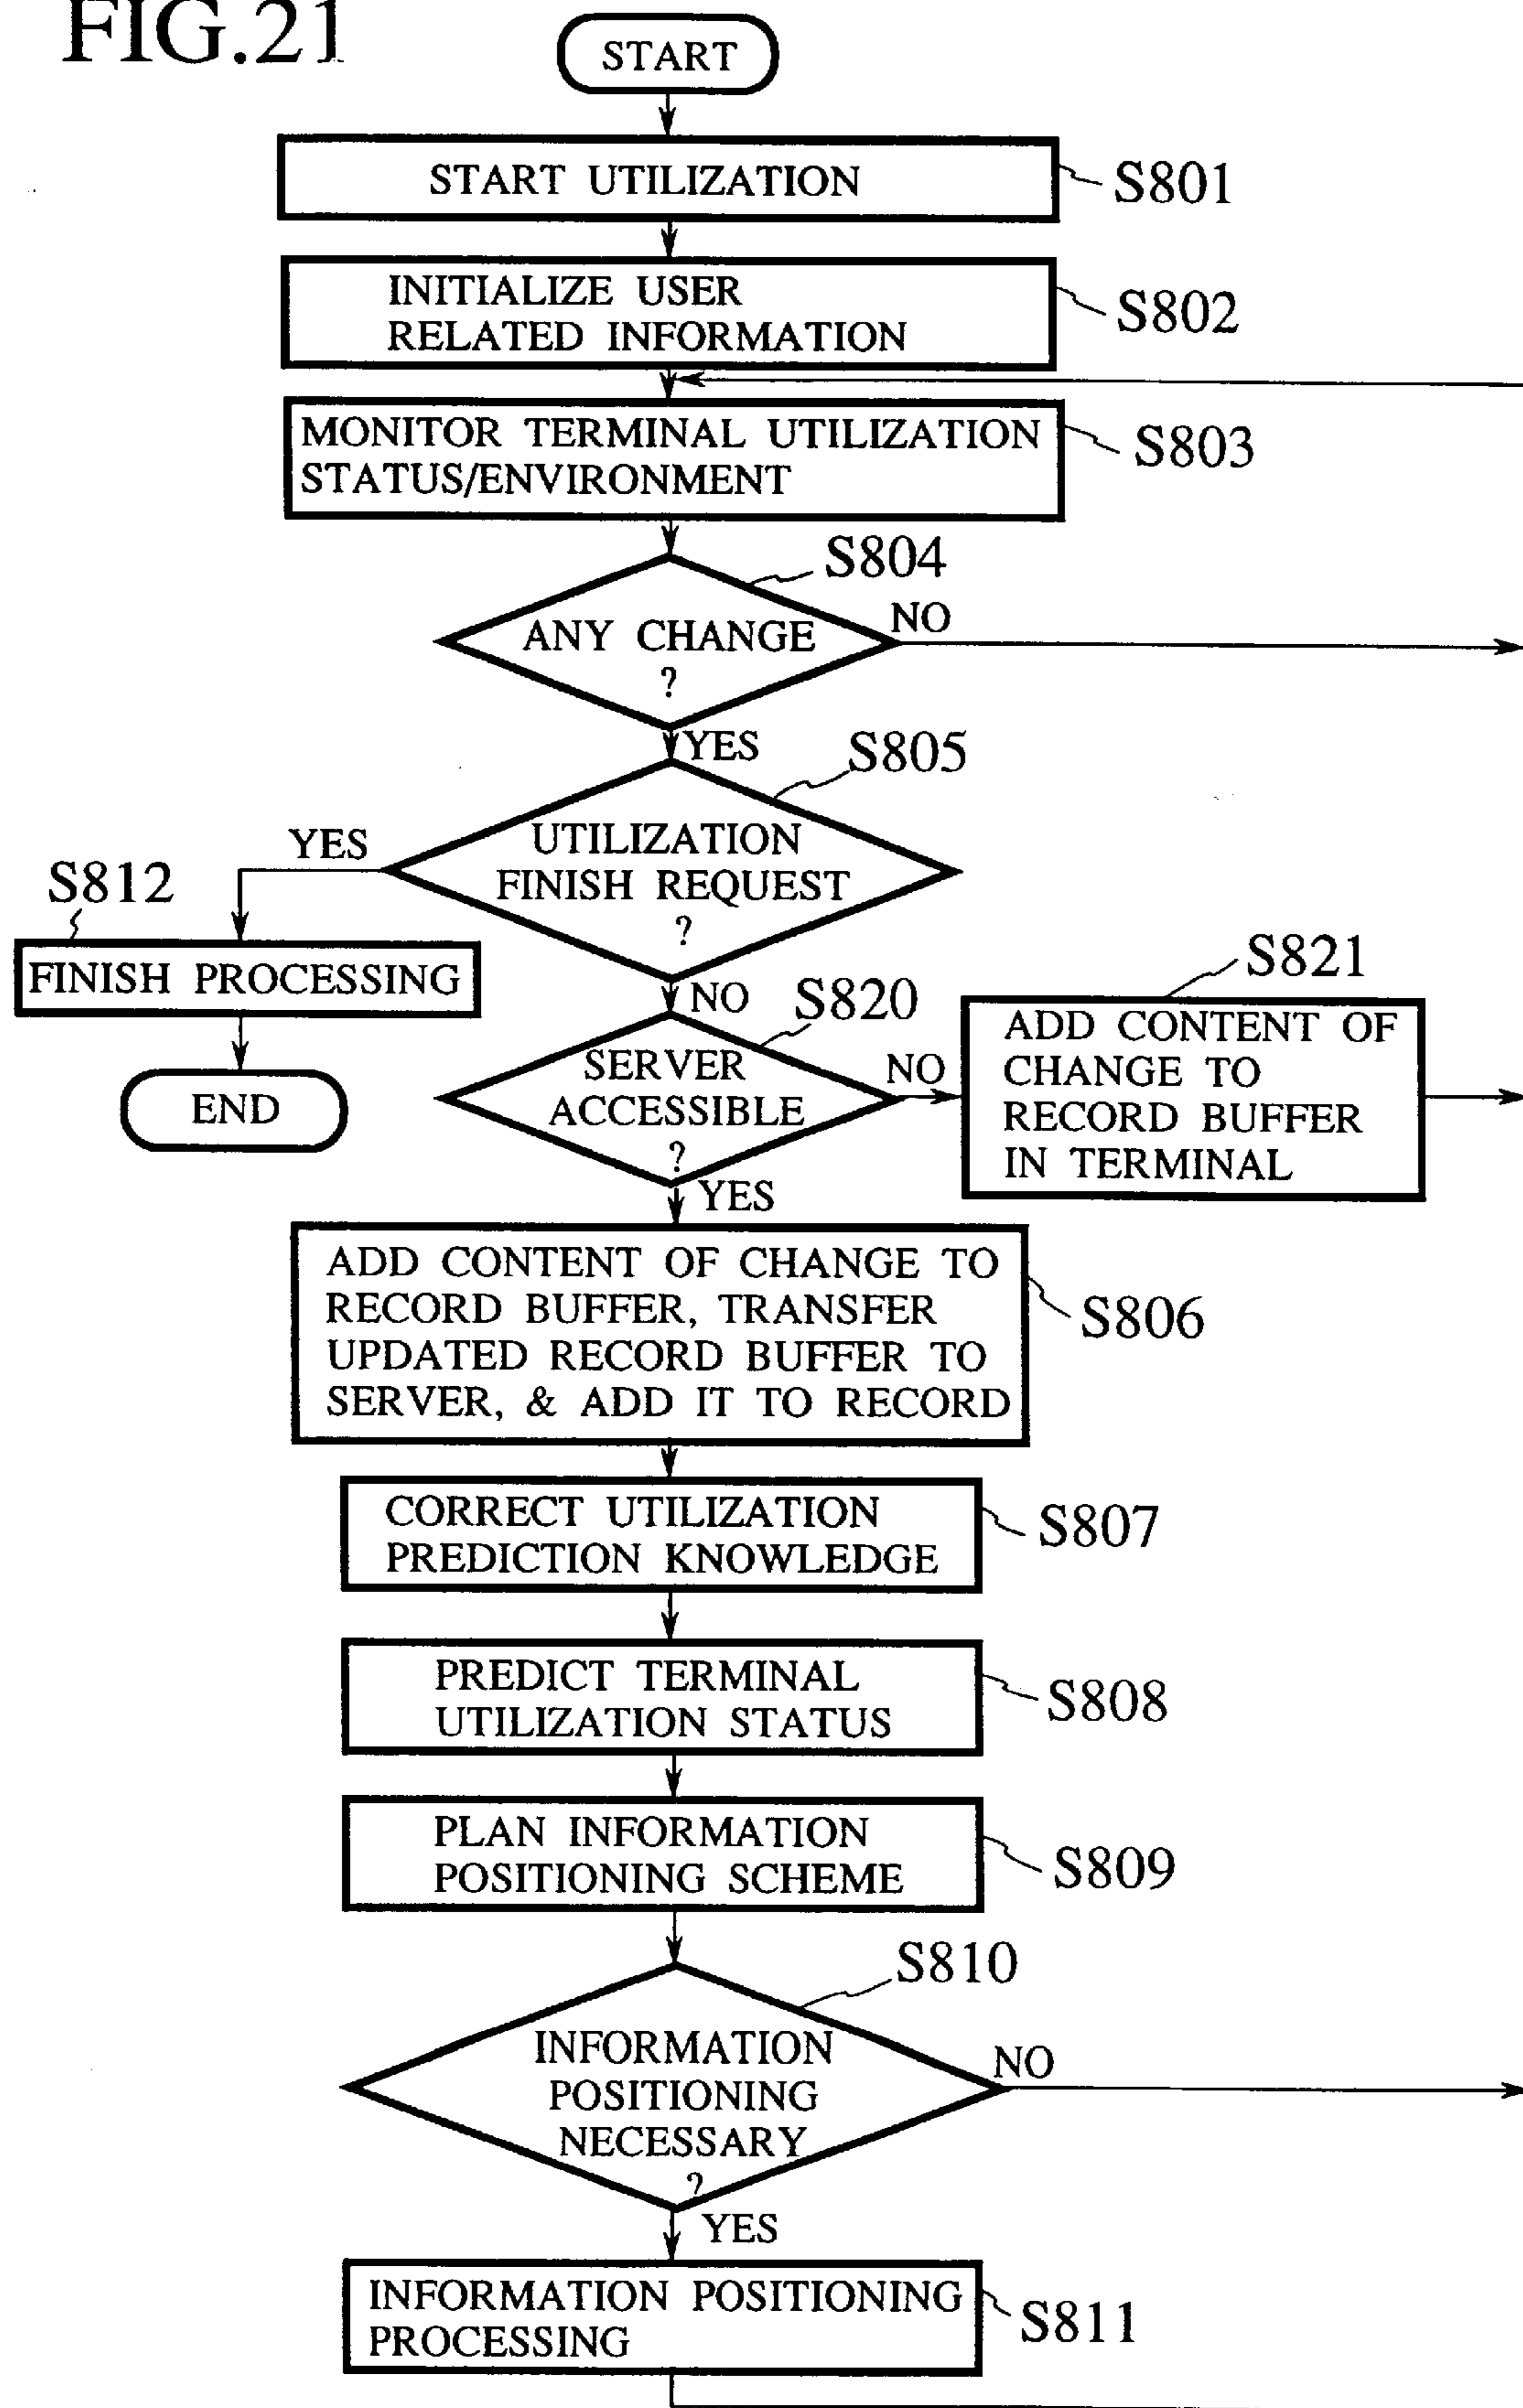 FIG.21
START
START UTILIZATION
S801
INITIALIZE USER
RELATED INFORMATION
S802
MONITOR TERMINAL UTILIZATION
STATUS/ENVIRONMENT
S803
S804
ANY CHANGE
?
NO
YES
S805
UTILIZATION
FINISH REQUEST
?
YES
S812
FINISH PROCESSING
END
NO
S820
SERVER
ACCESSIBLE
?
NO
S821
ADD CONTENT OF
CHANGE TO
RECORD BUFFER
IN TERMINAL
YES
ADD CONTENT OF CHANGE TO
RECORD BUFFER, TRANSFER
UPDATED RECORD BUFFER TO
SERVER, & ADD IT TO RECORD
S806
CORRECT UTILIZATION
PREDICTION KNOWLEDGE
S807
PREDICT TERMINAL
UTILIZATION STATUS
S808
PLAN INFORMATION
POSITIONING SCHEME
S809
S810
INFORMATION
POSITIONING
NECESSARY
?
NO
YES
INFORMATION POSITIONING
PROCESSING
S811